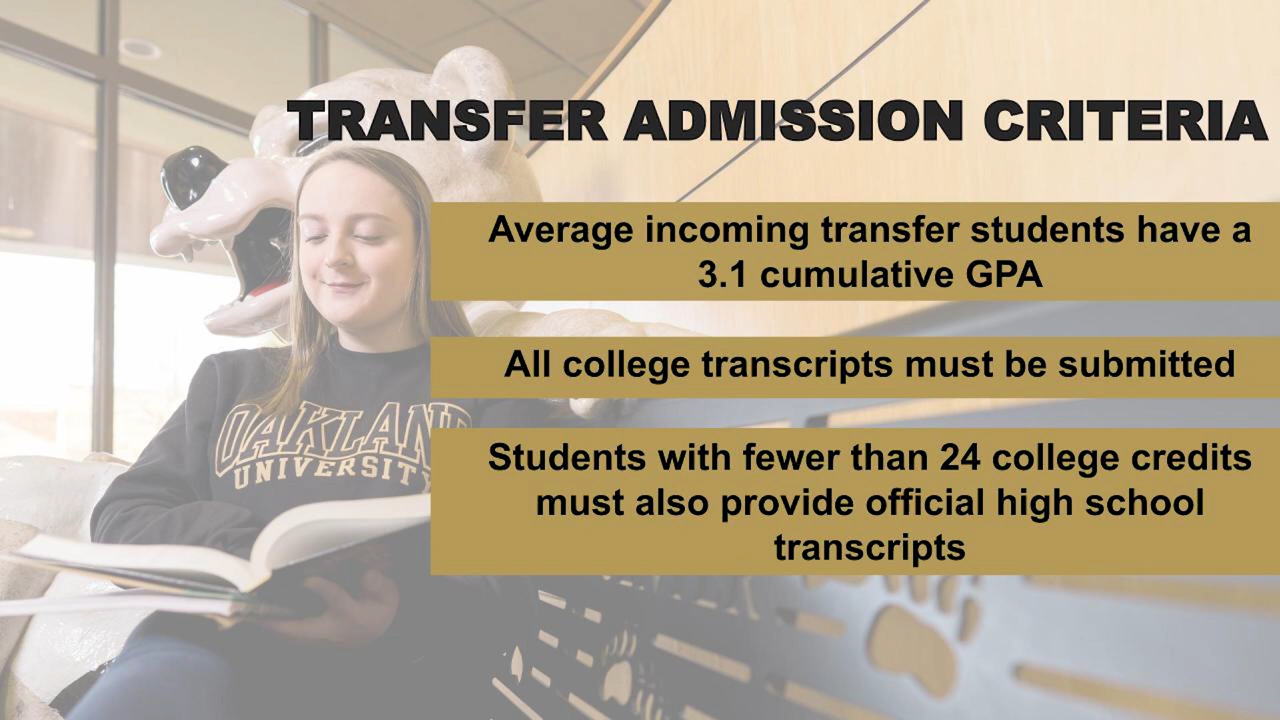 TRANSFER ADMISSION CRITERIA
Average incoming transfer students have a
3.1 cumulative GPA
All college transcripts must be submitted
Students with fewer than 24 college credits
must also provide official high school
transcripts
OAKLAND
UNIVERSITY